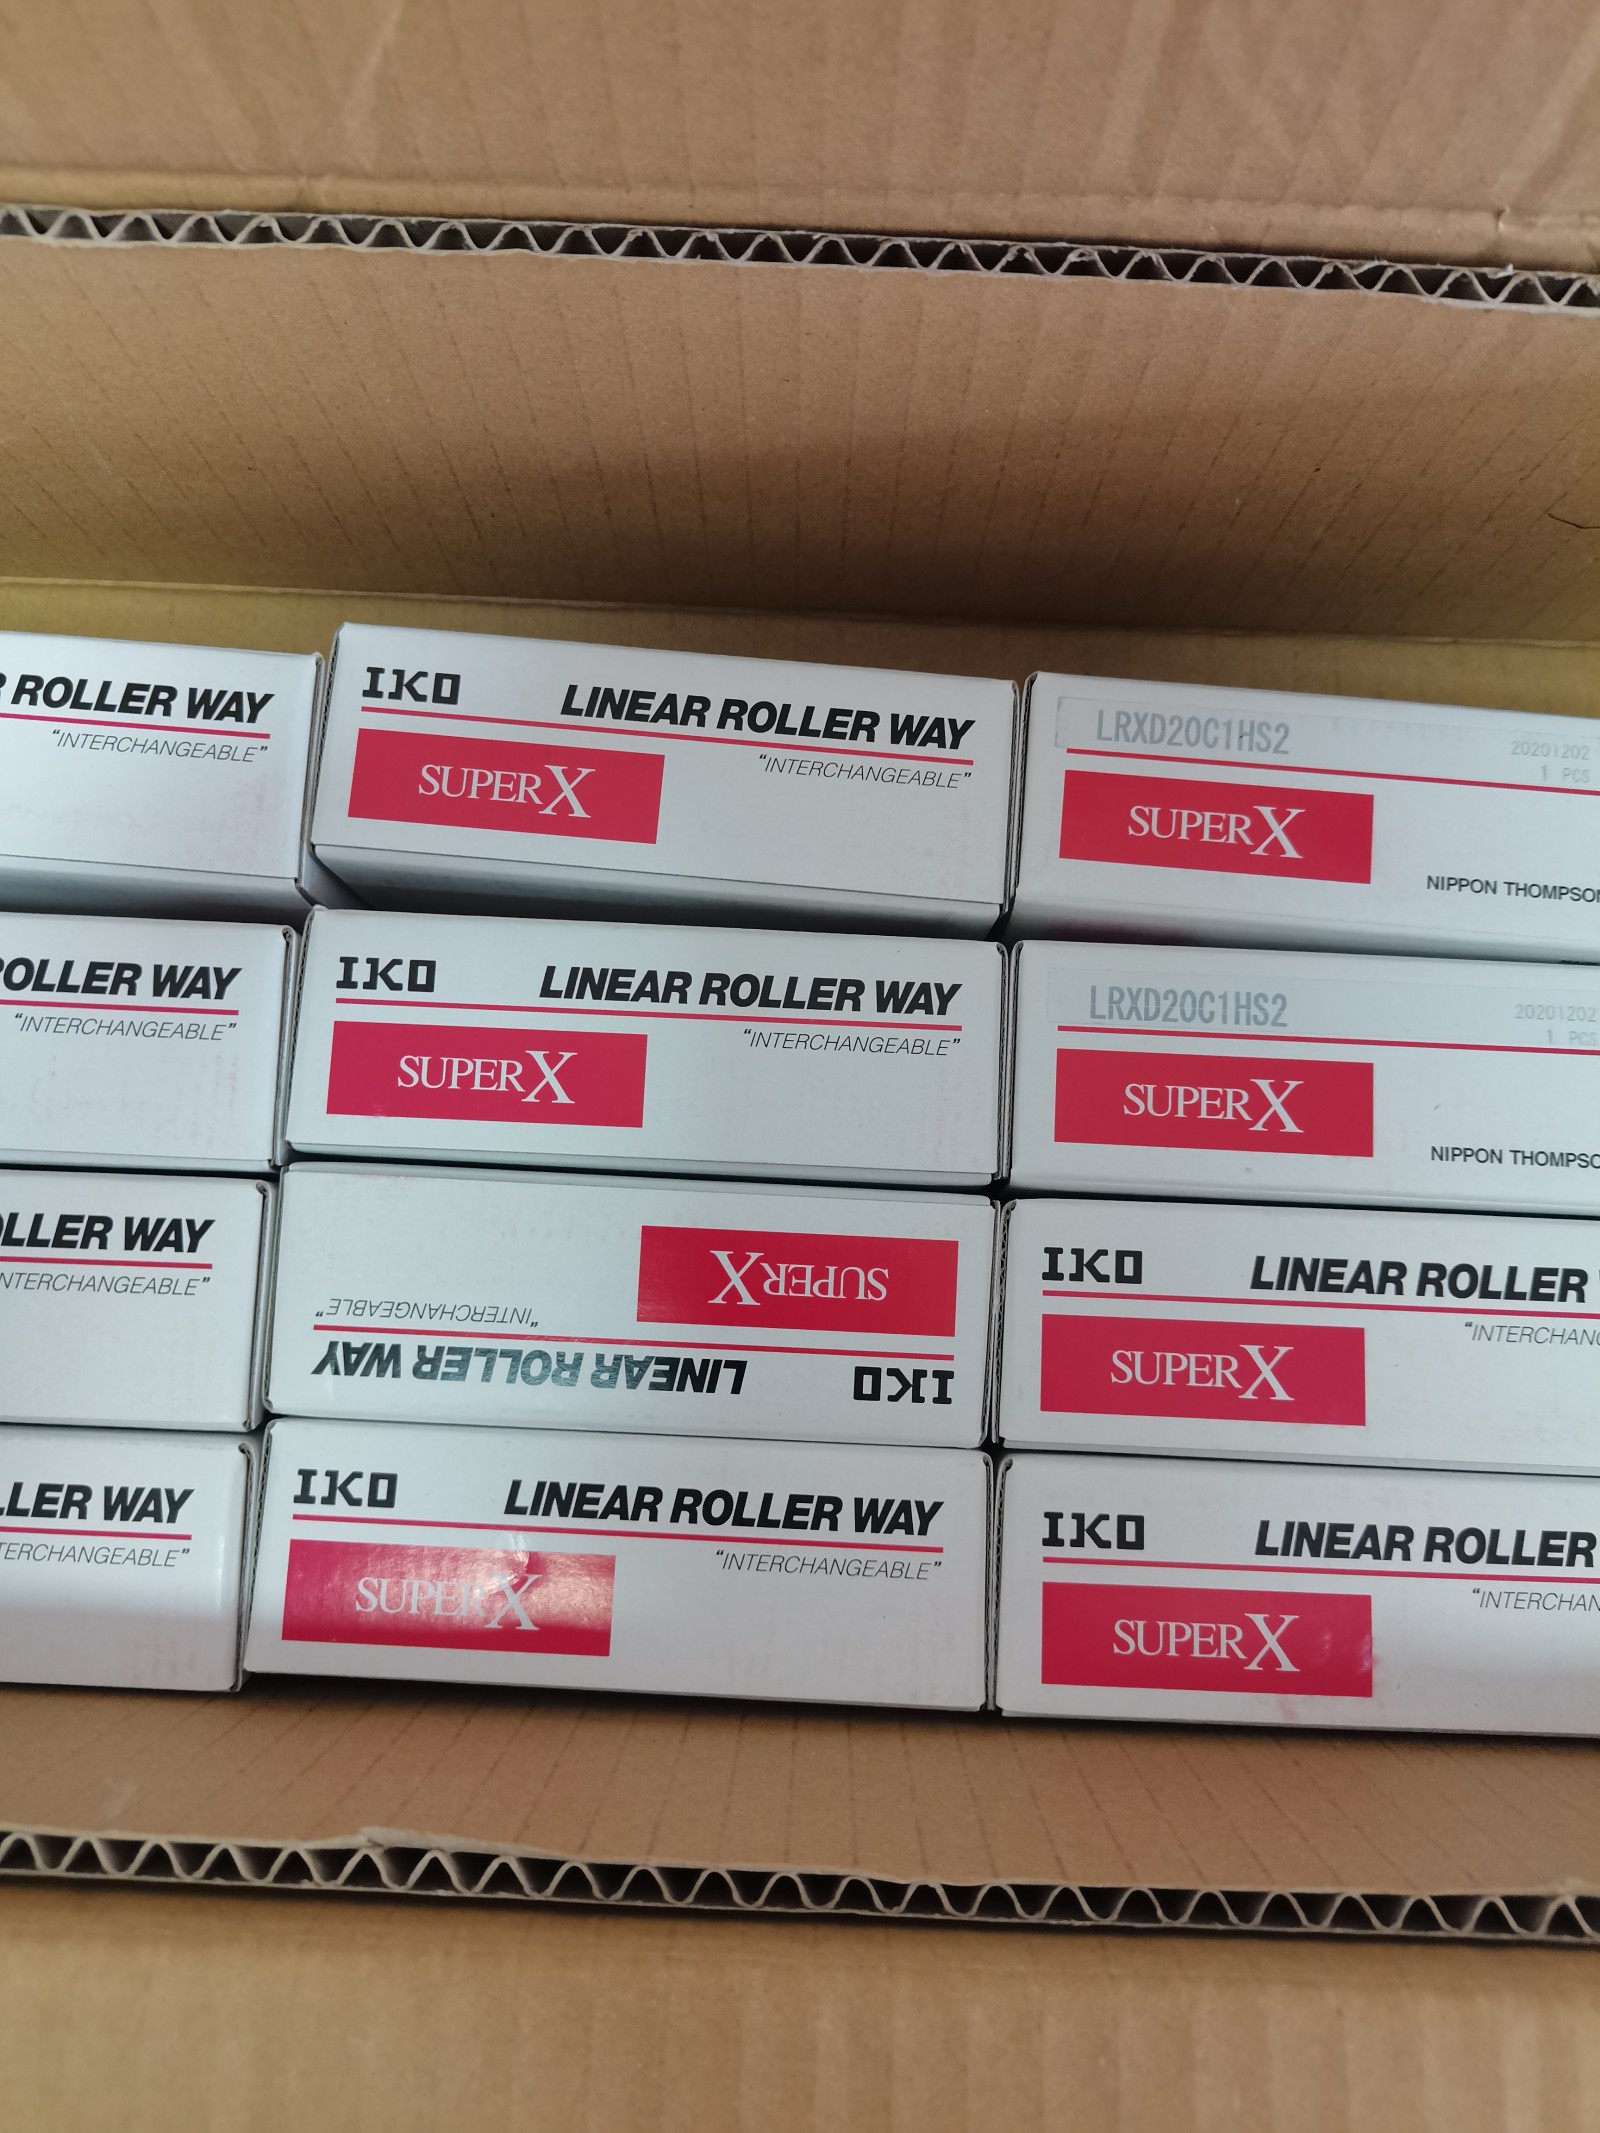 ROLLER WAY
"INTERCHANGEABLE"
IKO LINEAR ROLLER WAY
"INTERCHANGEABLE"
SUPER X
LRXD20C1HS2
20201202
1 PCS
SUPER X
NIPPON THOMPSON
OLLER WAY
"INTERCHANGEABLE"
IKO LINEAR ROLLER WAY
"INTERCHANGEABLE"
SUPER X
LRXD20C1HS2
20201202
1 PCS
SUPER X
NIPPON THOMPSO
OLLER WAY
NTERCHANGEABLE"
IKO LINEAR ROLLER WAY
"INTERCHANGEABLE"
SUPER X
IKO LINEAR ROLLER
"INTERCHANG
SUPER X
LLER WAY
TERCHANGEABLE"
IKO LINEAR ROLLER WAY
"INTERCHANGEABLE"
SUPER X
IKO LINEAR ROLLER
"INTERCHAN
SUPER X